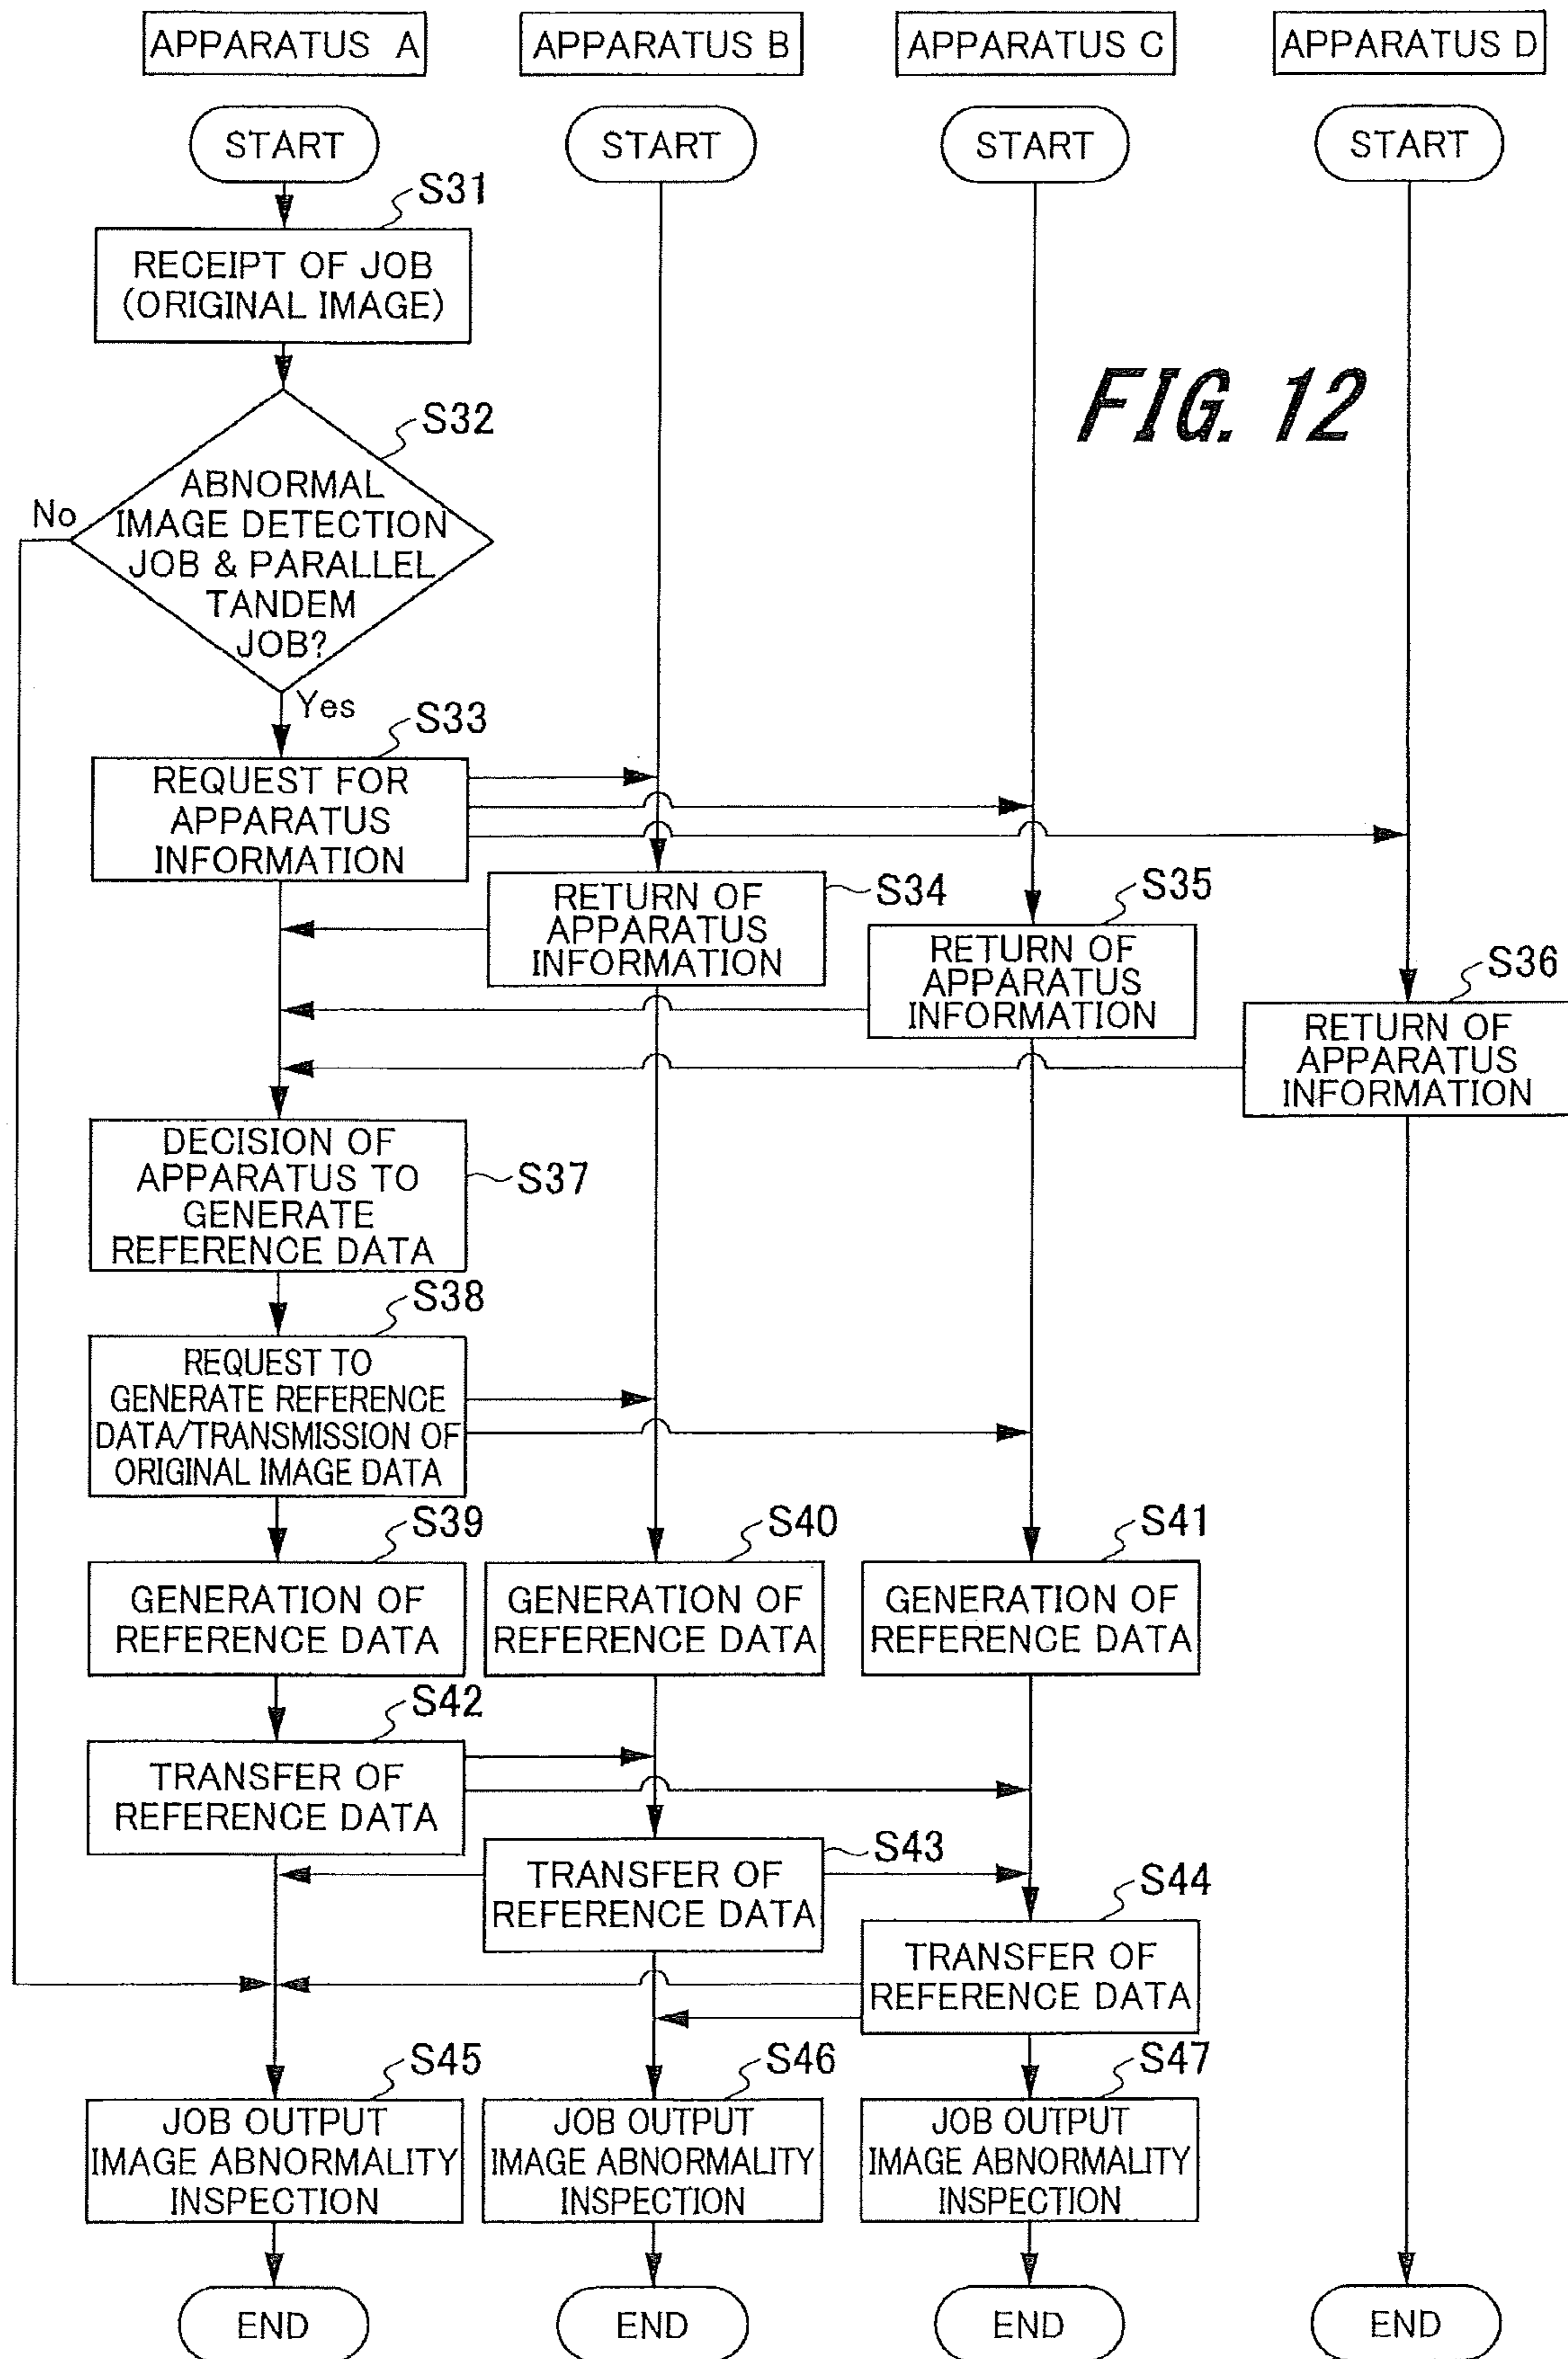 APPARATUS A
APPARATUS B
APPARATUS C
APPARATUS D
START
START
START
START
S31
RECEIPT OF JOB
(ORIGINAL IMAGE)
FIG. 12
S32
ABNORMAL
IMAGE DETECTION
JOB & PARALLEL
TANDEM
JOB?
No
Yes
S33
REQUEST FOR
APPARATUS
INFORMATION
S34
RETURN OF
APPARATUS
INFORMATION
S35
RETURN OF
APPARATUS
INFORMATION
S36
RETURN OF
APPARATUS
INFORMATION
DECISION OF
APPARATUS TO
GENERATE
REFERENCE DATA
S37
S38
REQUEST TO
GENERATE REFERENCE
DATA/TRANSMISSION OF
ORIGINAL IMAGE DATA
S39
GENERATION OF
REFERENCE DATA
S40
GENERATION OF
REFERENCE DATA
S41
GENERATION OF
REFERENCE DATA
S42
TRANSFER OF
REFERENCE DATA
S43
TRANSFER OF
REFERENCE DATA
S44
TRANSFER OF
REFERENCE DATA
S45
JOB OUTPUT
IMAGE ABNORMALITY
INSPECTION
S46
JOB OUTPUT
IMAGE ABNORMALITY
INSPECTION
S47
JOB OUTPUT
IMAGE ABNORMALITY
INSPECTION
END
END
END
END